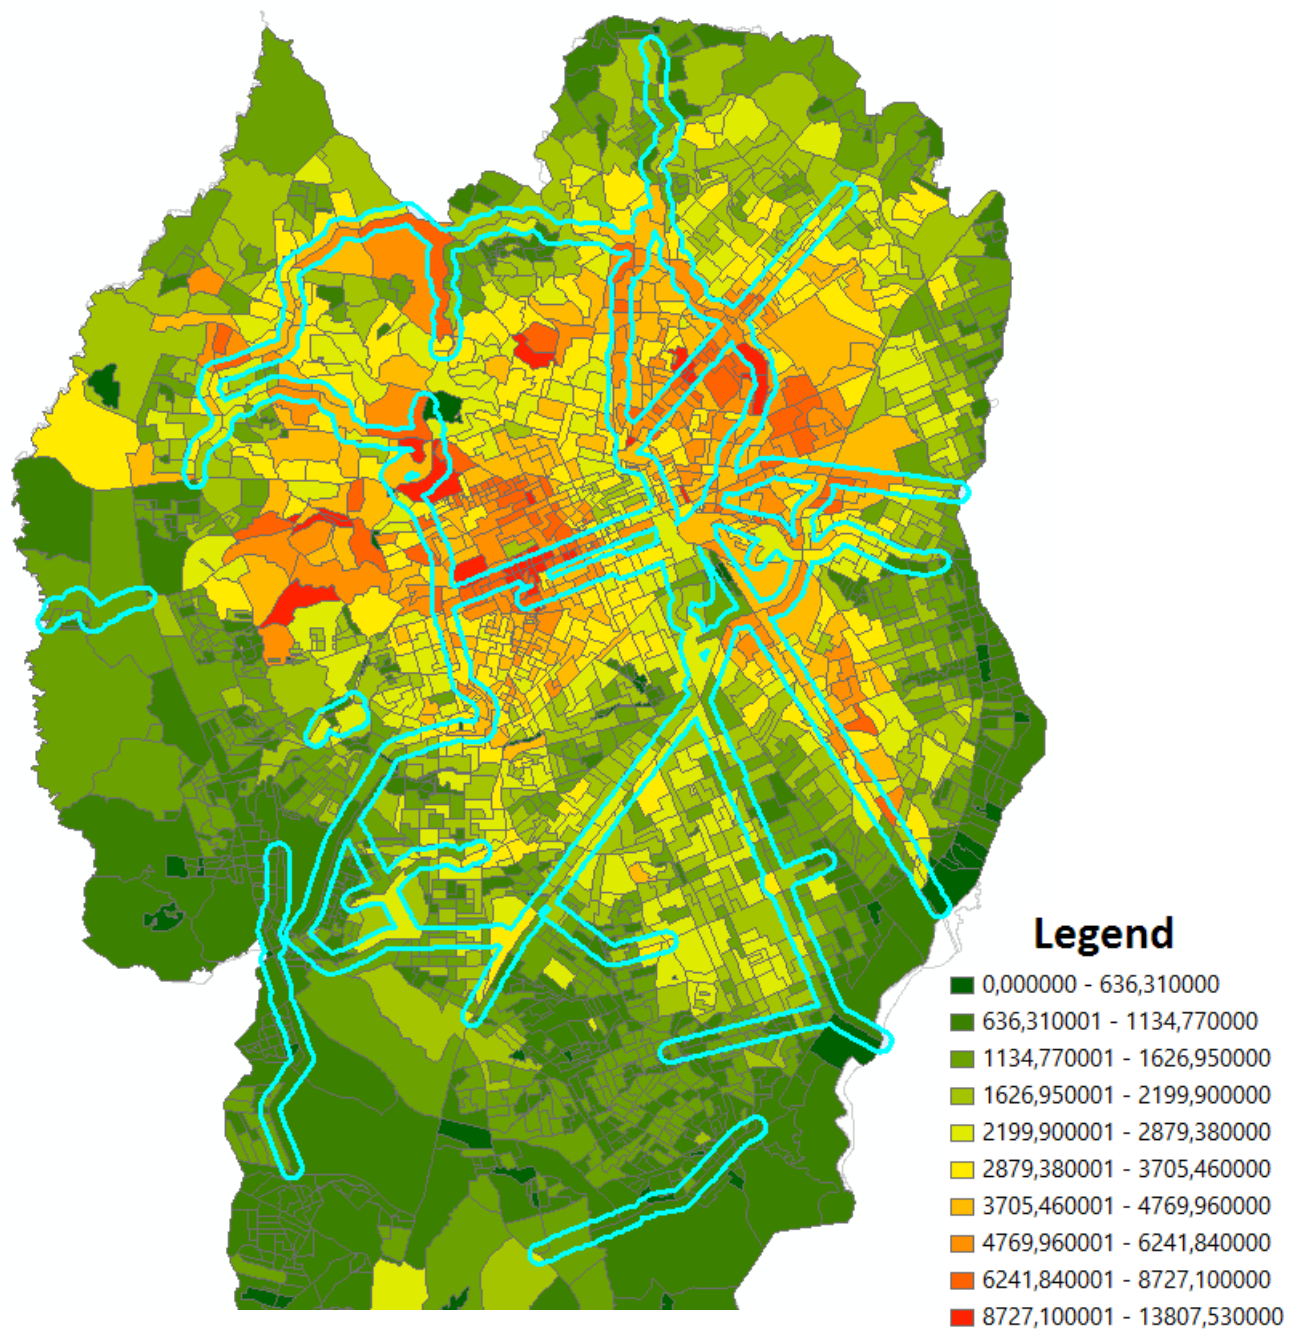 Legend
0,000000 - 636,310000
636,310001 - 1134,770000
1134,770001 - 1626,950000
1626,950001 - 2199,900000
2199,900001 - 2879,380000
2879,380001 - 3705,460000
3705,460001 - 4769,960000
4769,960001 - 6241,840000
6241,840001 - 8727,100000
8727,100001 - 13807,530000